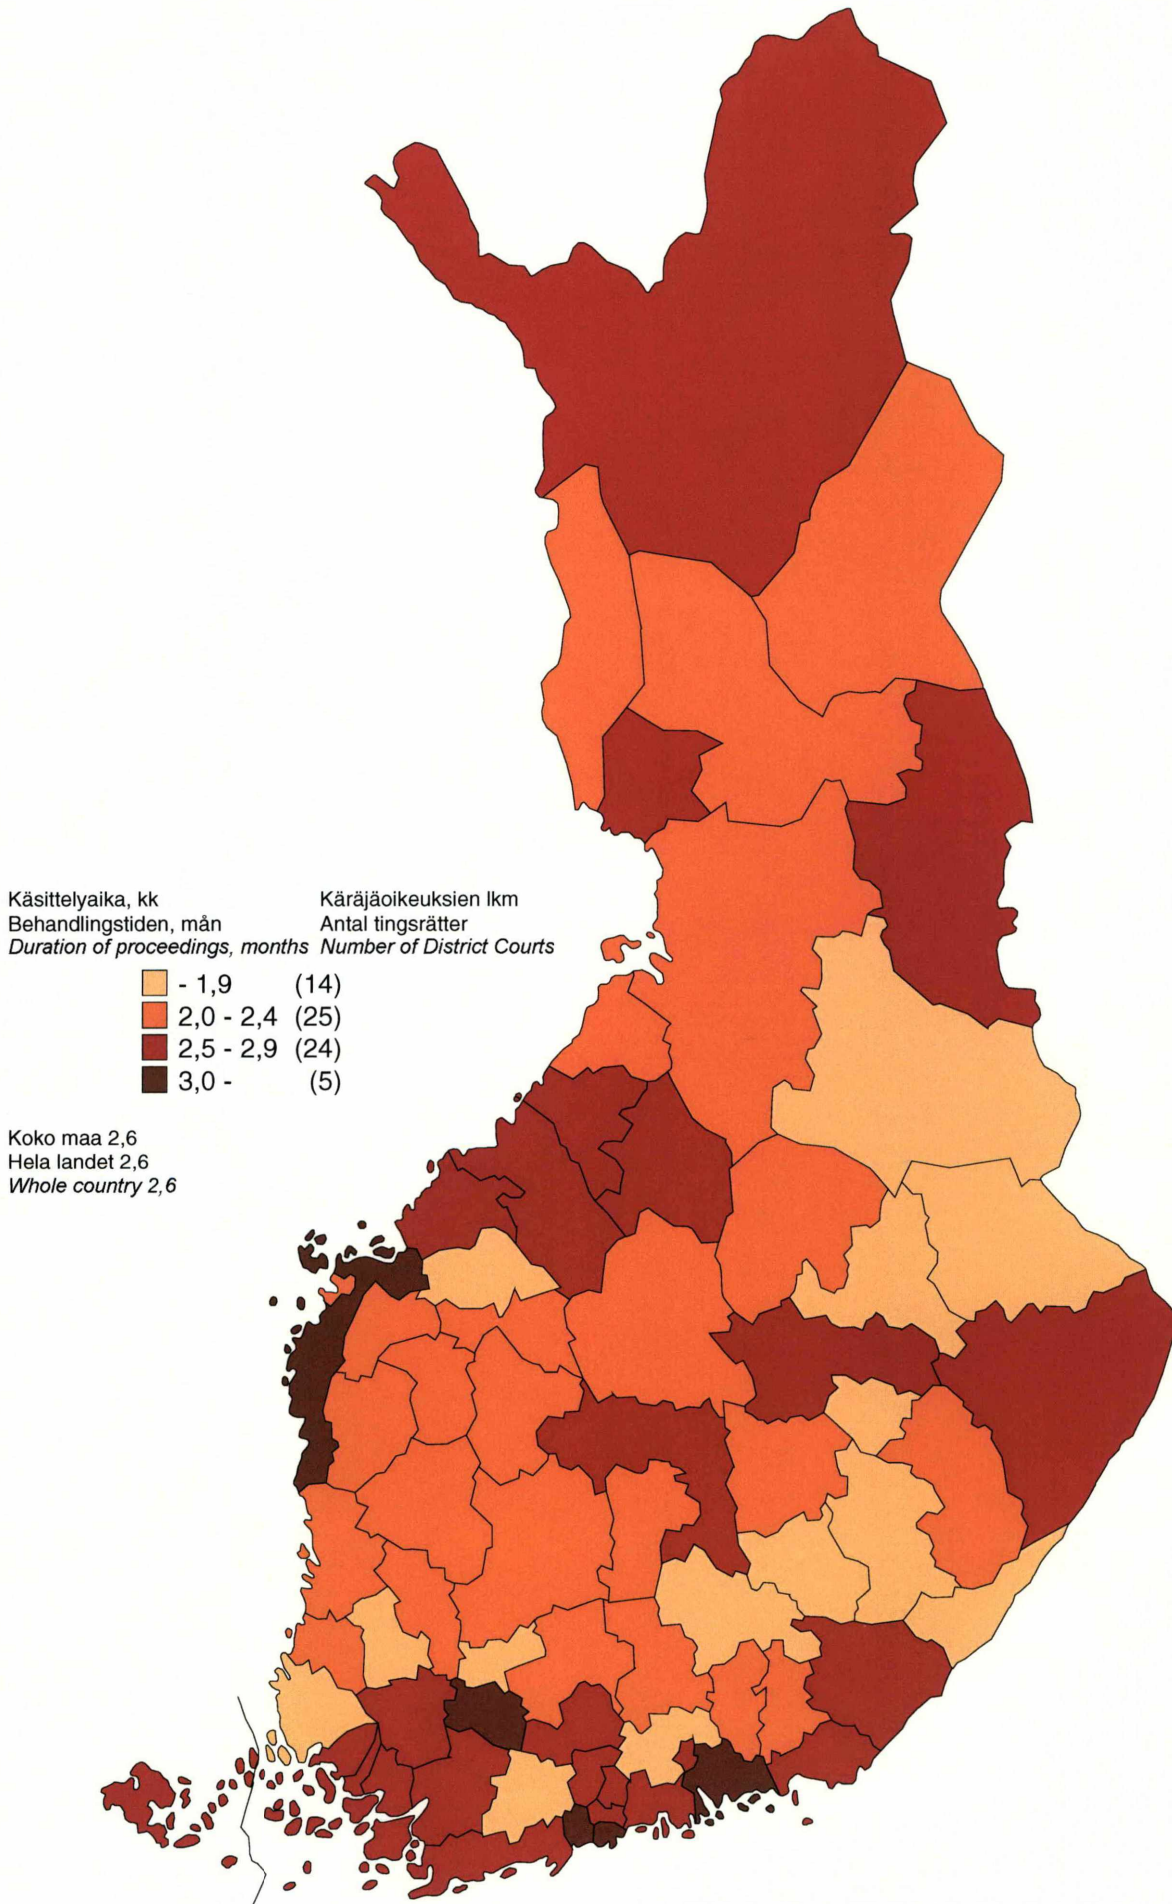 Käsittelyaika, kk Käräjäoikeuksien lkm
Behandlingstiden, mån Antal tingsrätter
Duration of proceedings, months Number of District Courts
- 1,9 (14)
2,0 - 2,4 (25)
2,5 - 2,9 (24)
3,0 - (5)
Koko maa 2,6
Hela landet 2,6
Whole country 2,6